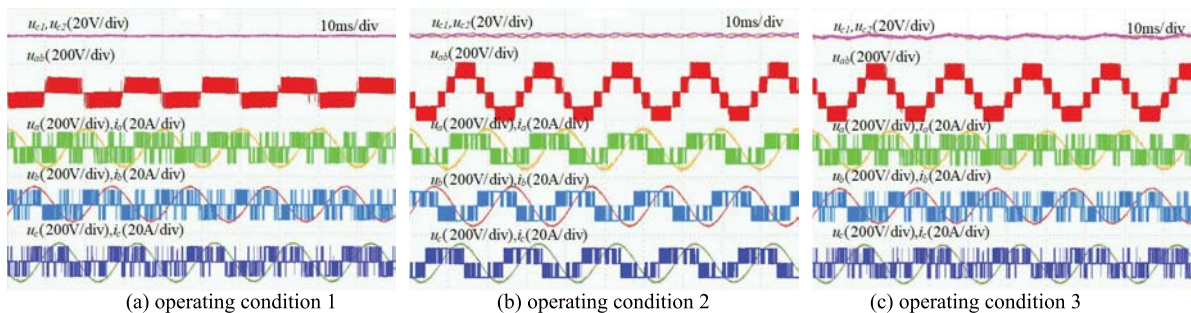 u_{c1},u_{c2}(20V/div) 10ms/div
u_{ab}(200V/div)
u_a(200V/div),i_a(20A/div)
u_b(200V/div),i_b(20A/div)
u_c(200V/div),i_c(20A/div)
(a) operating condition 1
u_{c1},u_{c2}(20V/div) 10ms/div
u_{ab}(200V/div)
u_a(200V/div),i_a(20A/div)
u_b(200V/div),i_b(20A/div)
u_c(200V/div),i_c(20A/div)
(b) operating condition 2
u_{c1},u_{c2}(20V/div) 10ms/div
u_{ab}(200V/div)
u_a(200V/div),i_a(20A/div)
u_b(200V/div),i_b(20A/div)
u_c(200V/div),i_c(20A/div)
(c) operating condition 3